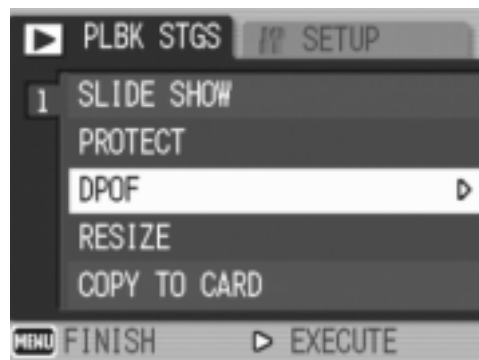 PLBK STGS SETUP
1 SLIDE SHOW
PROTECT
DPOF
RESIZE
COPY TO CARD
MENU FINISH EXECUTE